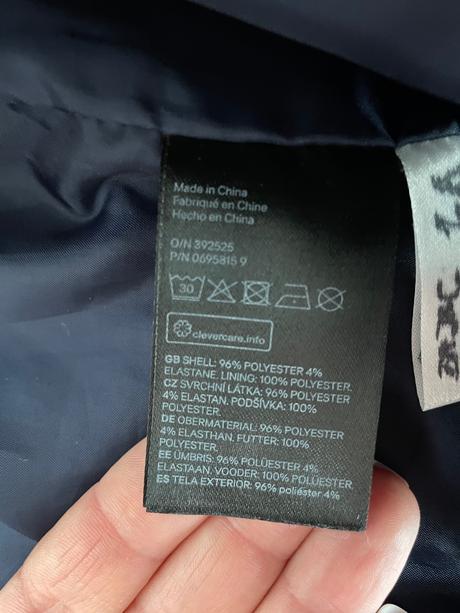 Made in China
Fabriqué en Chine
Hecho en China
O/N 392525
P/N 0695815 9
30
clevercare.info
GB SHELL: 96% POLYESTER 4%
ELASTANE. LINING: 100% POLYESTER.
CZ SVRCHNÍ LÁTKA: 96% POLYESTER
4% ELASTAN. PODŠÍVKA: 100%
POLYESTER.
DE OBERMATERIAL: 96% POLYESTER
4% ELASTHAN. FUTTER: 100%
POLYESTER.
EE ÜMBRIS: 96% POLÜESTER 4%
ELASTAAN. VOODER: 100% POLÜESTER.
ES TELA EXTERIOR: 96% poliéster 4%